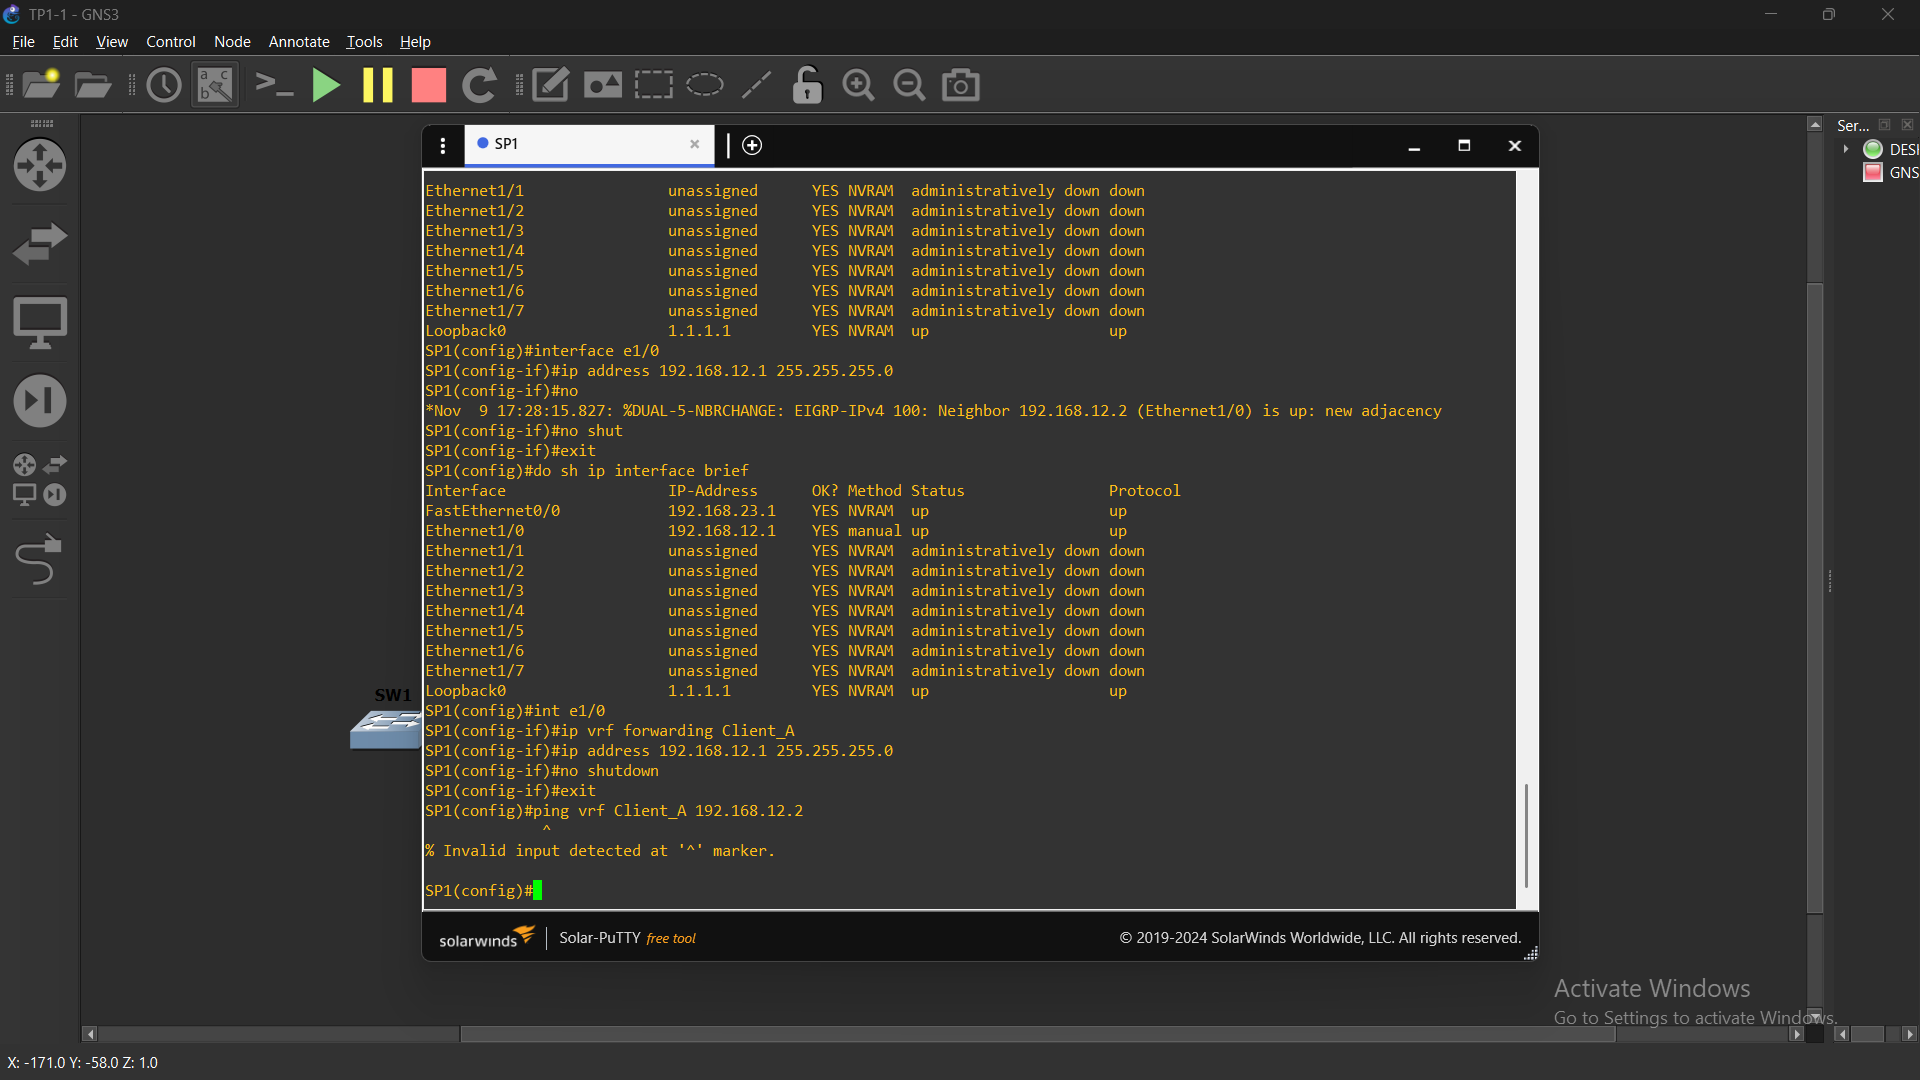 TP1-1 - GNS3
File Edit View Control Node Annotate Tools Help
SP1
Ser...
DESI
GNS
Ethernet1/1 unassigned YES NVRAM administratively down down
Ethernet1/2 unassigned YES NVRAM administratively down down
Ethernet1/3 unassigned YES NVRAM administratively down down
Ethernet1/4 unassigned YES NVRAM administratively down down
Ethernet1/5 unassigned YES NVRAM administratively down down
Ethernet1/6 unassigned YES NVRAM administratively down down
Ethernet1/7 unassigned YES NVRAM administratively down down
Loopback0 1.1.1.1 YES NVRAM up up
SP1(config)#interface e1/0
SP1(config-if)#ip address 192.168.12.1 255.255.255.0
SP1(config-if)#no
*Nov 9 17:28:15.827: %DUAL-5-NBRCHANGE: EIGRP-IPv4 100: Neighbor 192.168.12.2 (Ethernet1/0) is up: new adjacency
SP1(config-if)#no shut
SP1(config-if)#exit
SP1(config)#do sh ip interface brief
Interface IP-Address OK? Method Status Protocol
FastEthernet0/0 192.168.23.1 YES NVRAM up up
Ethernet1/0 192.168.12.1 YES manual up up
Ethernet1/1 unassigned YES NVRAM administratively down down
Ethernet1/2 unassigned YES NVRAM administratively down down
Ethernet1/3 unassigned YES NVRAM administratively down down
Ethernet1/4 unassigned YES NVRAM administratively down down
Ethernet1/5 unassigned YES NVRAM administratively down down
Ethernet1/6 unassigned YES NVRAM administratively down down
Ethernet1/7 unassigned YES NVRAM administratively down down
Loopback0 1.1.1.1 YES NVRAM up up
SP1(config)#int e1/0
SP1(config-if)#ip vrf forwarding Client_A
SP1(config-if)#ip address 192.168.12.1 255.255.255.0
SP1(config-if)#no shutdown
SP1(config-if)#exit
SP1(config)#ping vrf Client_A 192.168.12.2
^
% Invalid input detected at '^' marker.
SP1(config)#
SW1
solarwinds Solar-PuTTY free tool
© 2019-2024 SolarWinds Worldwide, LLC. All rights reserved.
Activate Windows
Go to Settings to activate Windows.
X: -171.0 Y: -58.0 Z: 1.0